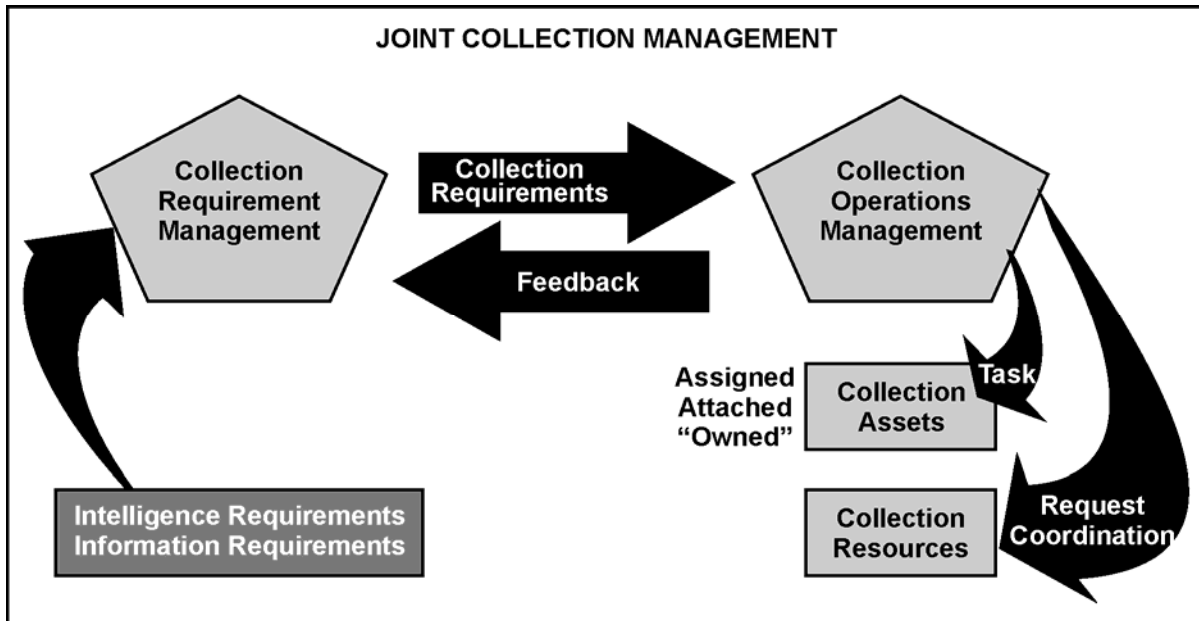 JOINT COLLECTION MANAGEMENT
Collection
Requirement
Management
Collection
Requirements
Feedback
Collection
Operations
Management
Task
Assigned
Attached
“Owned”
Collection
Assets
Intelligence Requirements
Information Requirements
Collection
Resources
Request
Coordination